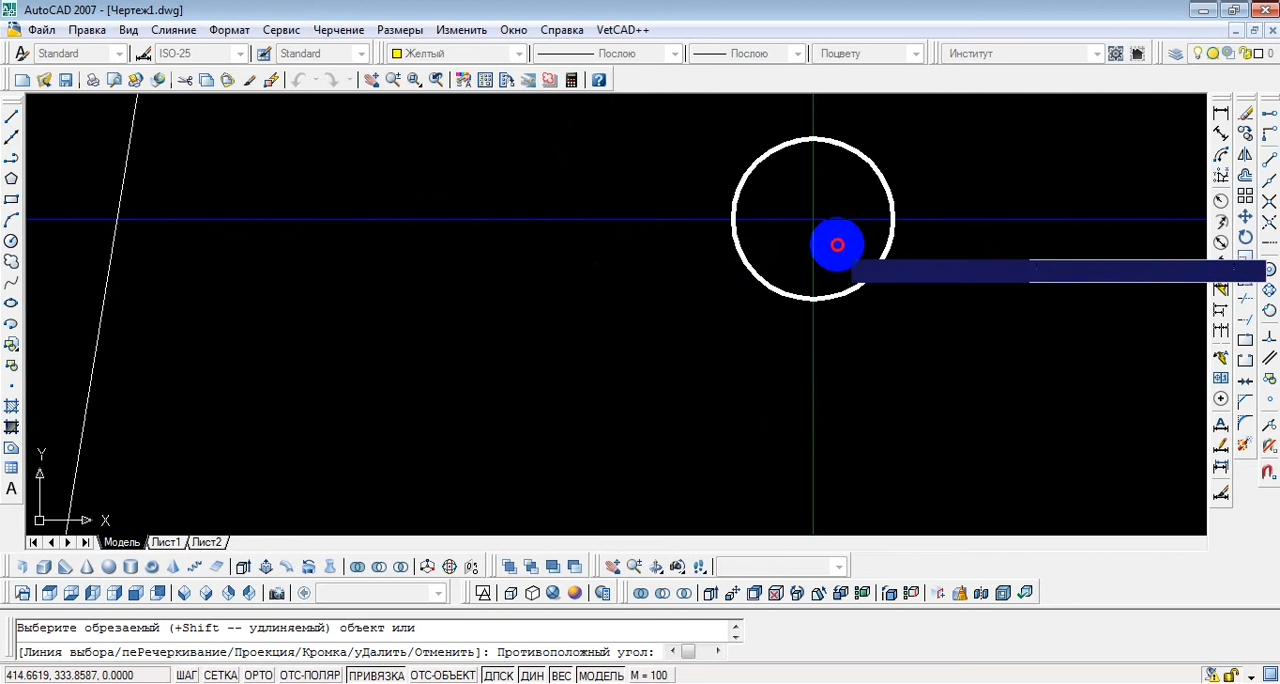 AutoCAD 2007 - [Чертеж1.dwg]
Файл Правка Вид Слияние Формат Сервис Черчение Размеры Изменить Окно Справка VetCAD++
Standard ISO-25 Standard Желтый Послою Послою Поцвету Институт 0
Y
X
A
Модель Лист1 Лист2
Выберите обрезаемый (+Shift -- удлиняемый) объект или
[Линия выбора/пеРечеркивание/Проекция/Кромка/уДалить/Отменить]: Противоположный угол:
414.6619, 333.8587, 0.0000 ШАГ СЕТКА ОРТО ОТС-ПОЛЯР ПРИВЯЗКА ОТС-ОБЪЕКТ ДПСК ДИН ВЕС МОДЕЛЬ M = 100